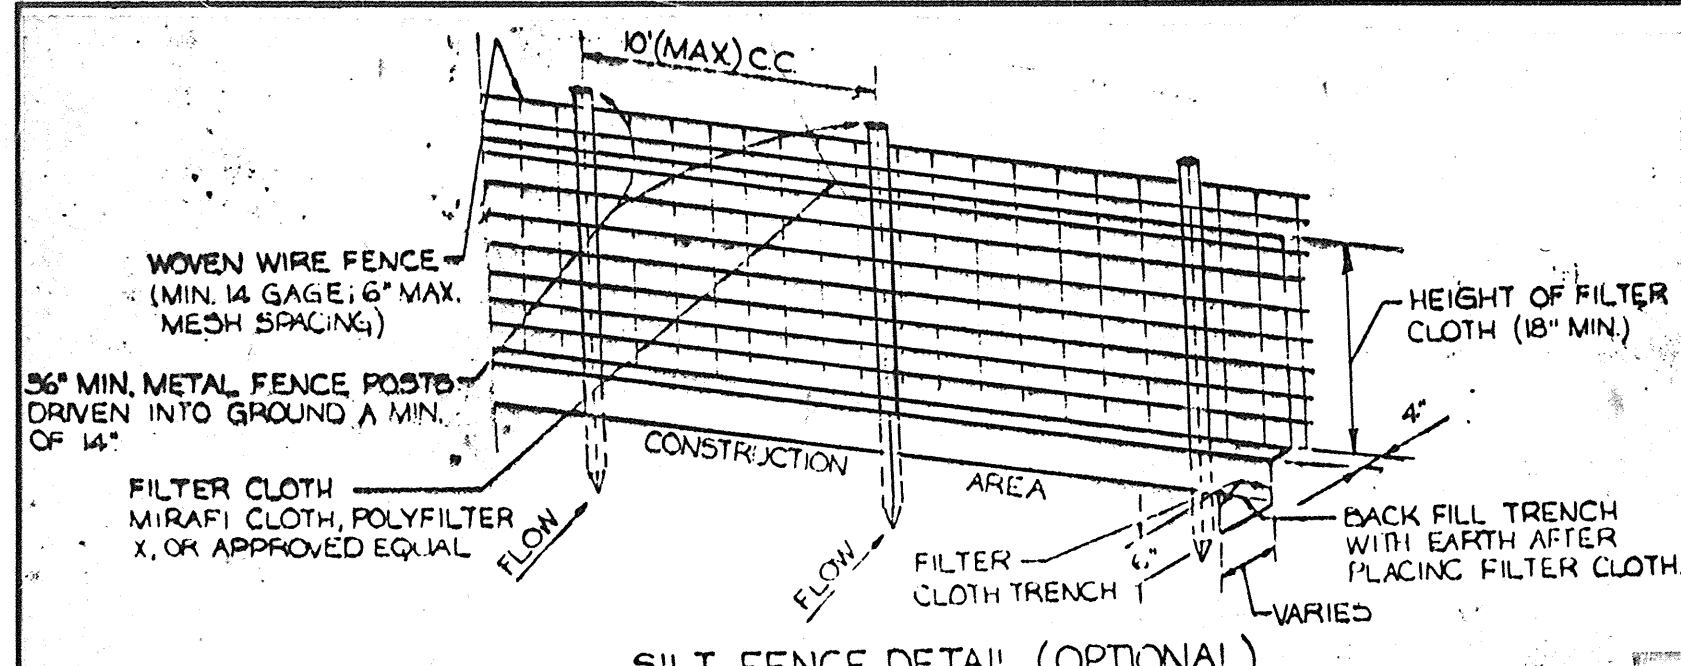 10'(MAX) C.C.
WOVEN WIRE FENCE
(MIN. 14 GAGE; 6" MAX.
MESH SPACING)
36" MIN. METAL FENCE POSTS
DRIVEN INTO GROUND A MIN.
OF 14"
FILTER CLOTH
MIRAFI CLOTH, POLYFILTER
X, OR APPROVED EQUAL
FLOW
CONSTRUCTION
AREA
FLOW
FILTER
CLOTH TRENCH
HEIGHT OF FILTER
CLOTH (18" MIN.)
4"
BACK FILL TRENCH
WITH EARTH AFTER
PLACING FILTER CLOTH.
VARIES
SILT FENCE DETAIL (OPTIONAL)